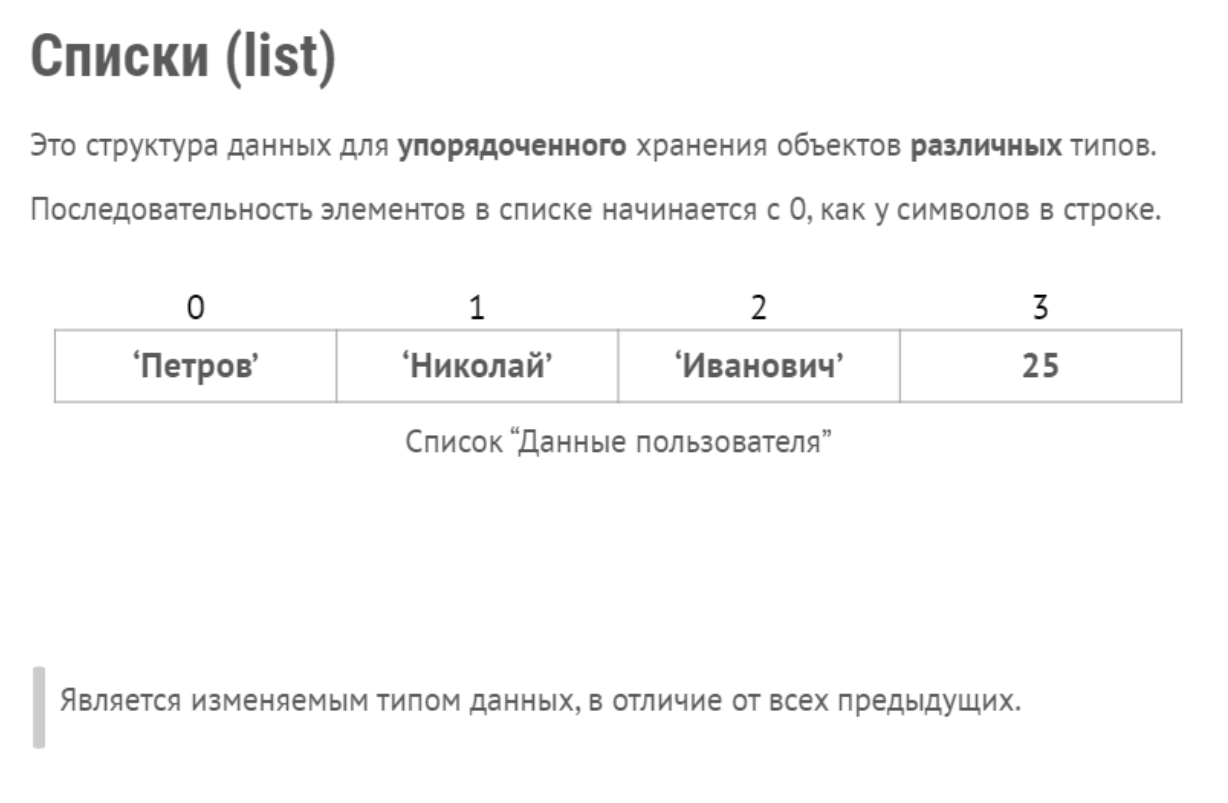 Списки (list)
Это структура данных для упорядоченного хранения объектов различных типов.
Последовательность элементов в списке начинается с 0, как у символов в строке.
0 1 2 3
‘Петров’ ‘Николай’ ‘Иванович’ 25
Список “Данные пользователя”
Является изменяемым типом данных, в отличие от всех предыдущих.